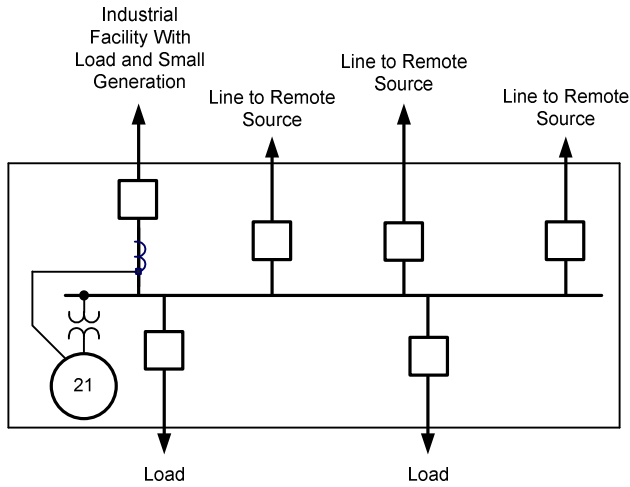 Industrial
Facility With
Load and Small
Generation
Line to Remote
Source
Line to Remote
Source
Line to Remote
Source
21
Load
Load